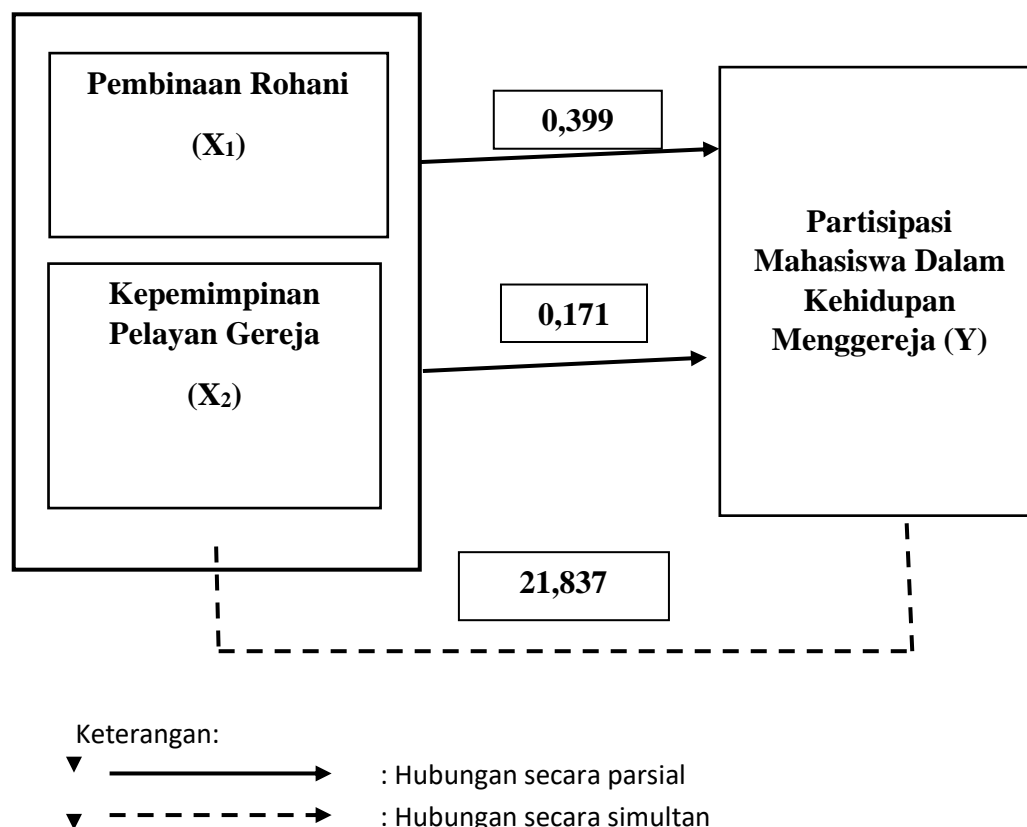 Pembinaan Rohani
(X₁)
Kepemimpinan
Pelayan Gereja
(X₂)
0,399
0,171
21,837
Partisipasi
Mahasiswa Dalam
Kehidupan
Menggereja (Y)
Keterangan:
: Hubungan secara parsial
: Hubungan secara simultan